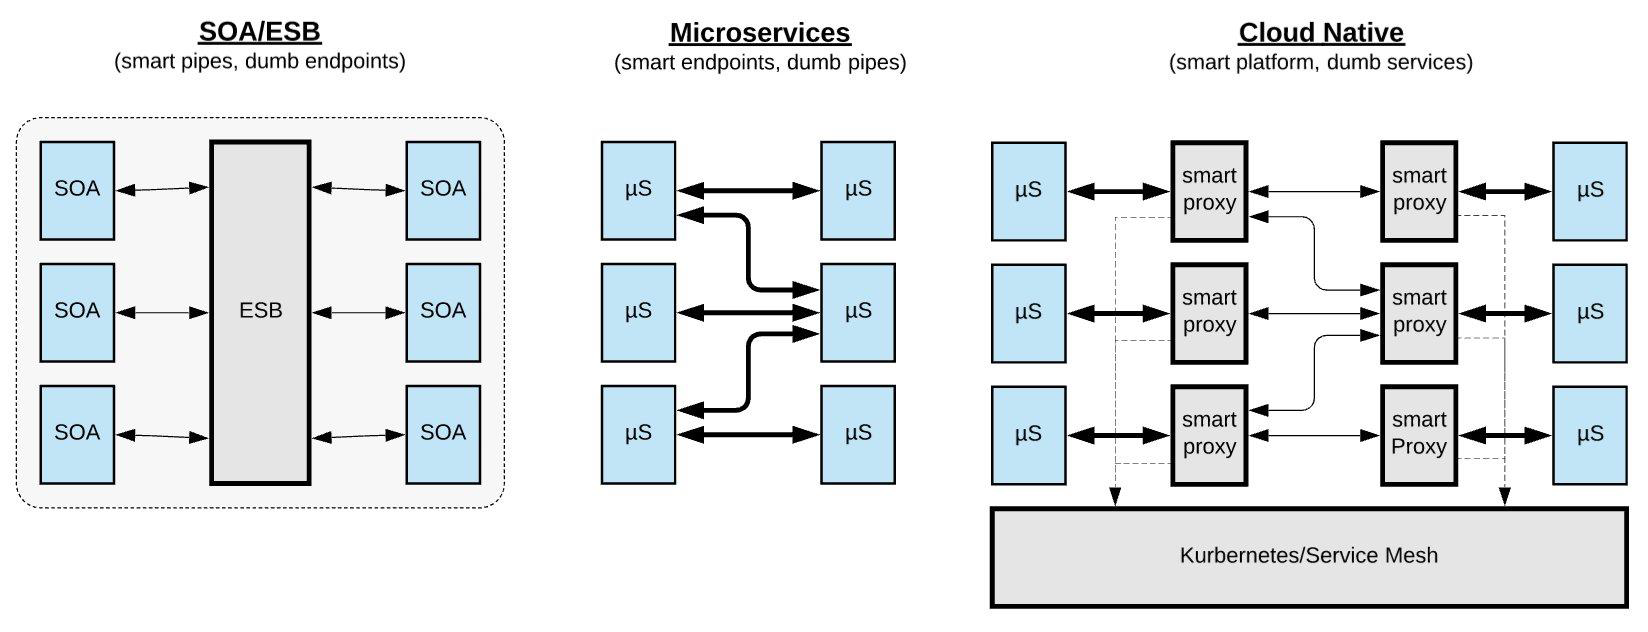 SOA/ESB
(smart pipes, dumb endpoints)
SOA
SOA
ESB
SOA
SOA
SOA
SOA
Microservices
(smart endpoints, dumb pipes)
µS
µS
µS
µS
µS
µS
Cloud Native
(smart platform, dumb services)
µS
smart
proxy
smart
proxy
µS
µS
smart
proxy
smart
proxy
µS
µS
smart
proxy
smart
Proxy
µS
Kurbernetes/Service Mesh